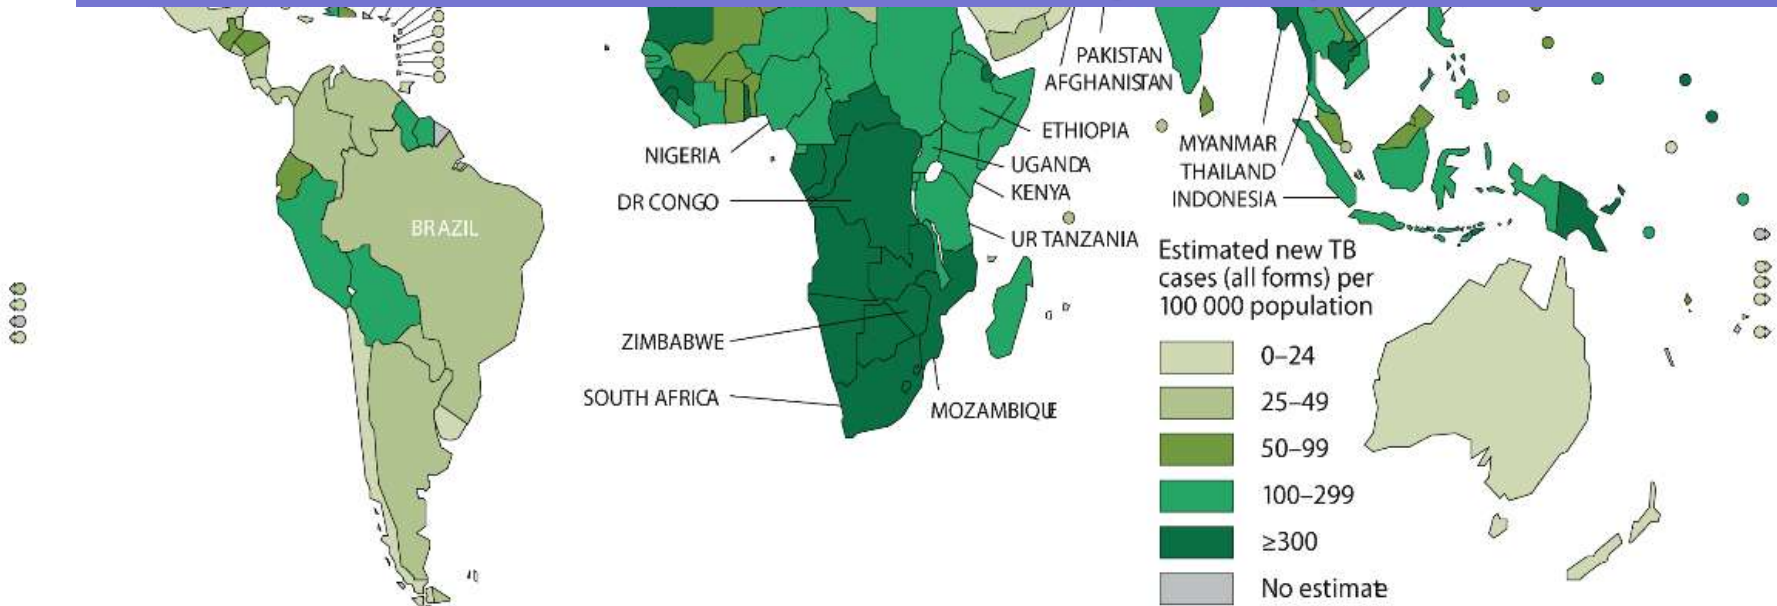 PAKISTAN
AFGHANISTAN
ETHIOPIA
NIGERIA
UGANDA
KENYA
DR CONGO
BRAZIL
UR TANZANIA
MYANMAR
THAILAND
INDONESIA
ZIMBABWE
SOUTH AFRICA
MOZAMBIQUE
Estimated new TB
cases (all forms) per
100 000 population
0–24
25–49
50–99
100–299
≥300
No estimate